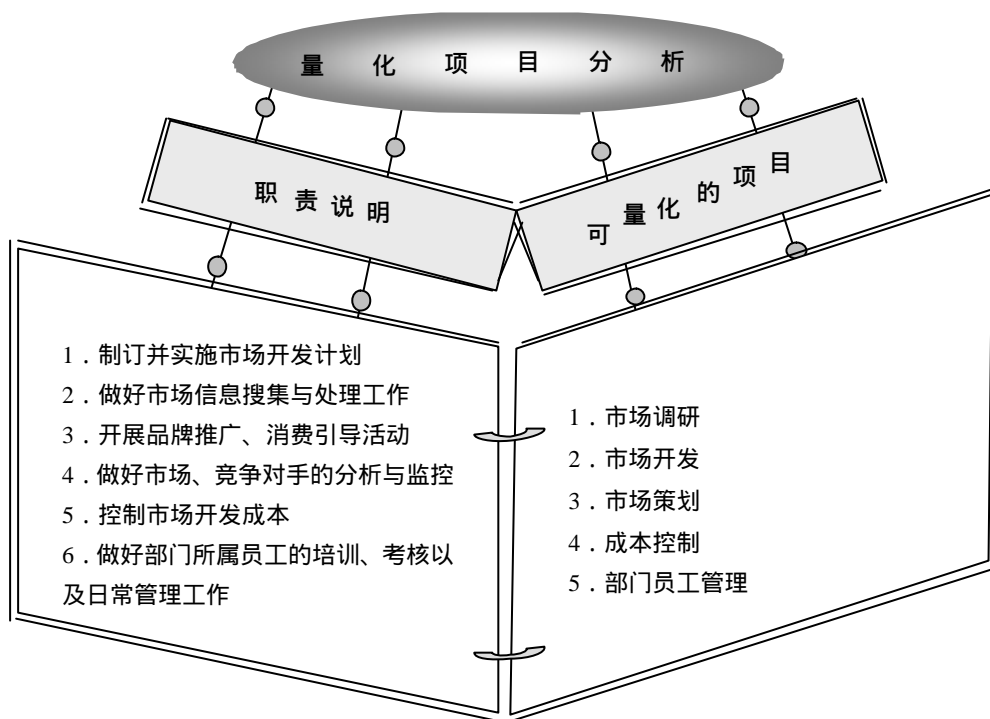 量化项目分析
职责说明
可量化的项目
1．制订并实施市场开发计划
2．做好市场信息搜集与处理工作
3．开展品牌推广、消费引导活动
4．做好市场、竞争对手的分析与监控
5．控制市场开发成本
6．做好部门所属员工的培训、考核以
及日常管理工作
1．市场调研
2．市场开发
3．市场策划
4．成本控制
5．部门员工管理